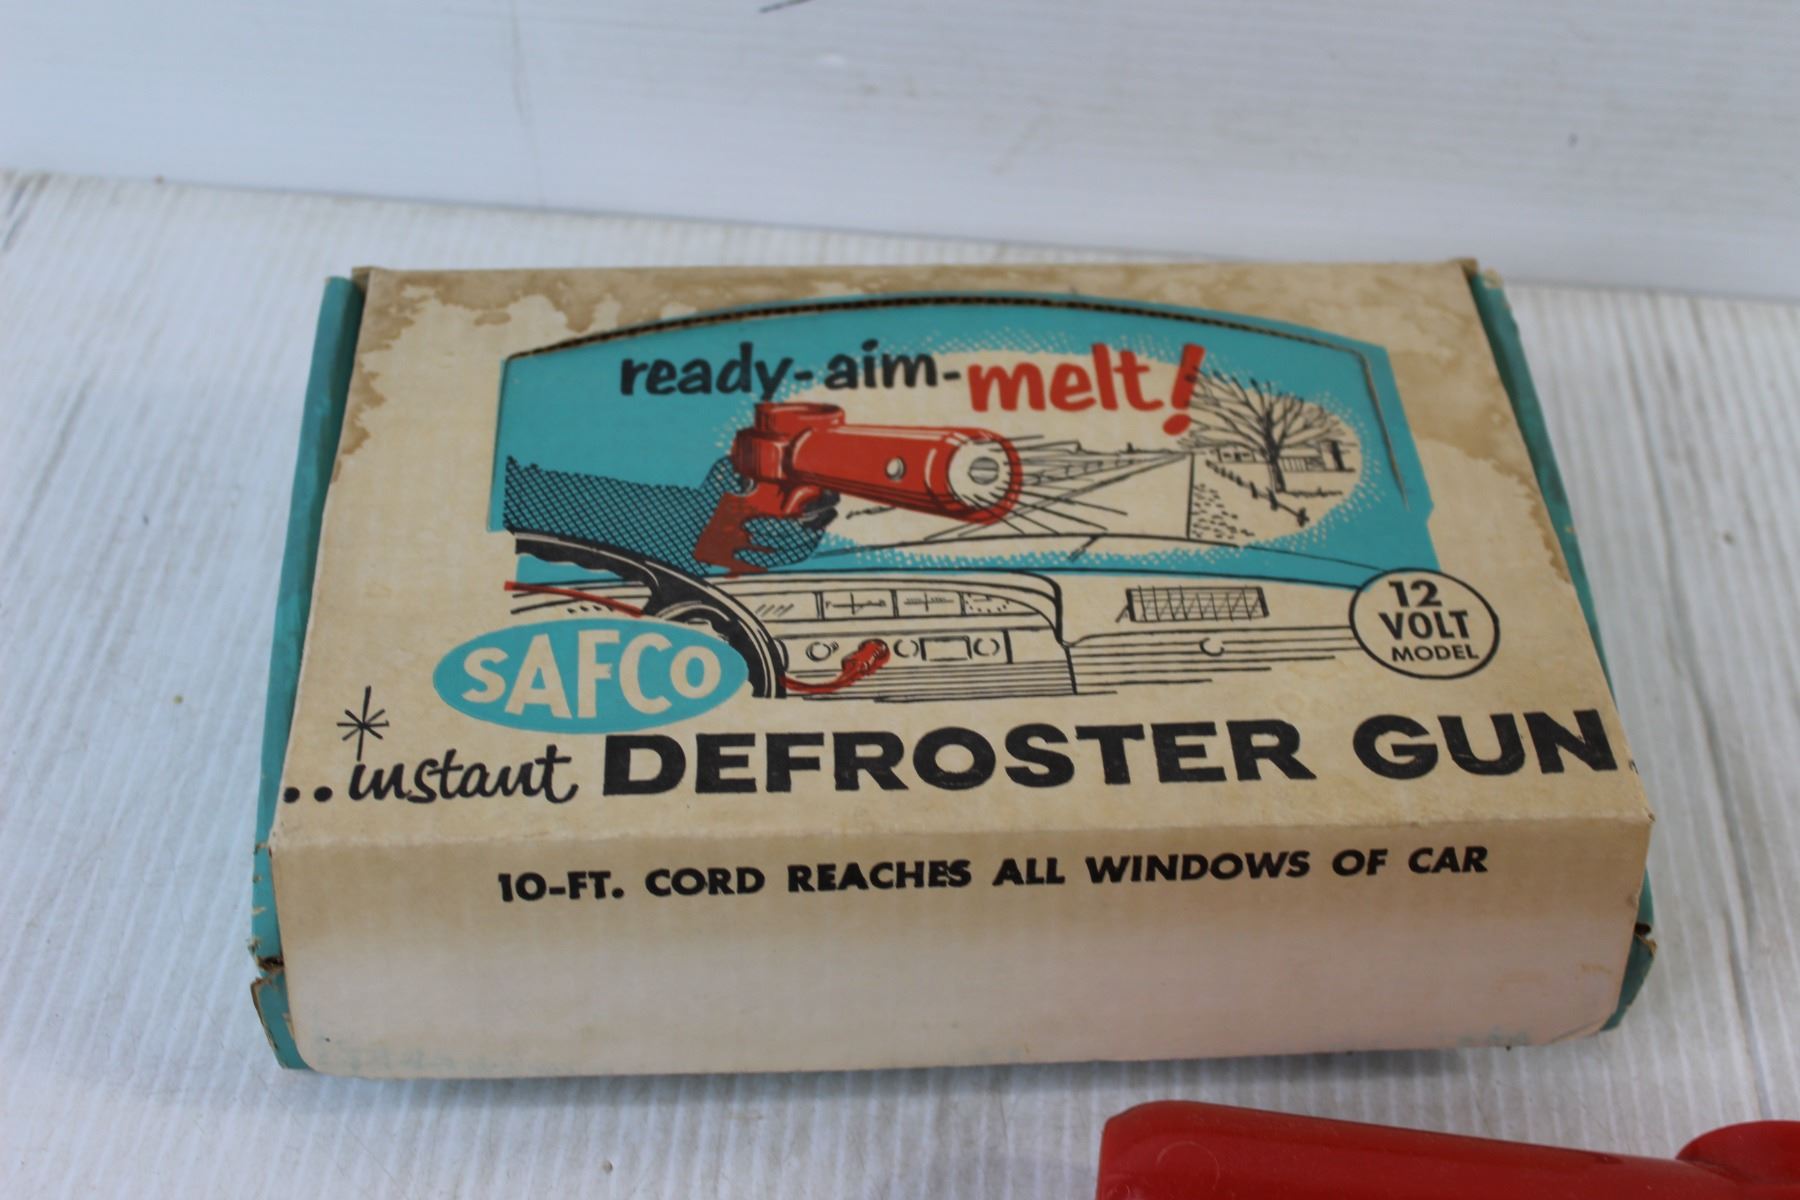 ready-aim-melt!
12
VOLT
MODEL
SAFCO
..instant DEFROSTER GUN
10-FT. CORD REACHES ALL WINDOWS OF CAR